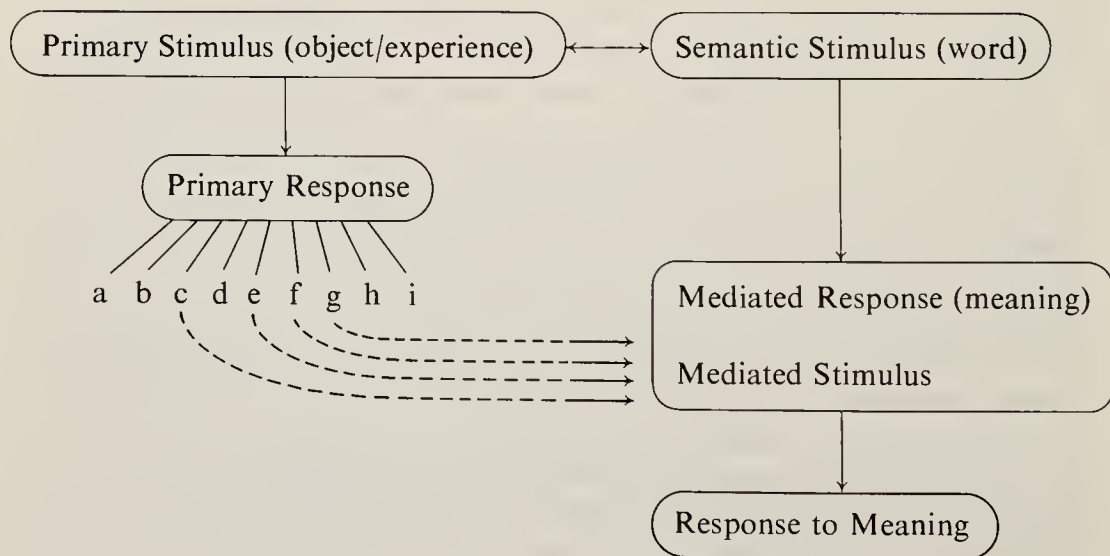 Primary Stimulus (object/experience)
Semantic Stimulus (word)
Primary Response
a b c d e f g h i
Mediated Response (meaning)
Mediated Stimulus
Response to Meaning